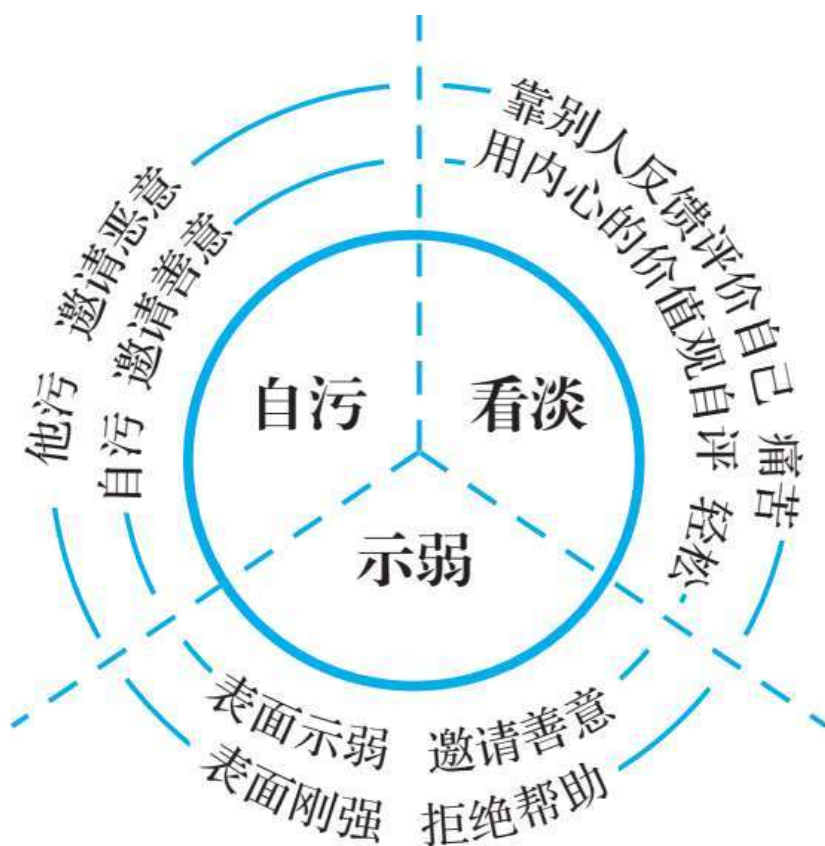 靠别人反馈评价自己 痛苦
用内心的价值观自评 轻松
他污 邀请恶意
自污 邀请善意
自污
看淡
示弱
表面示弱 邀请善意
表面刚强 拒绝帮助